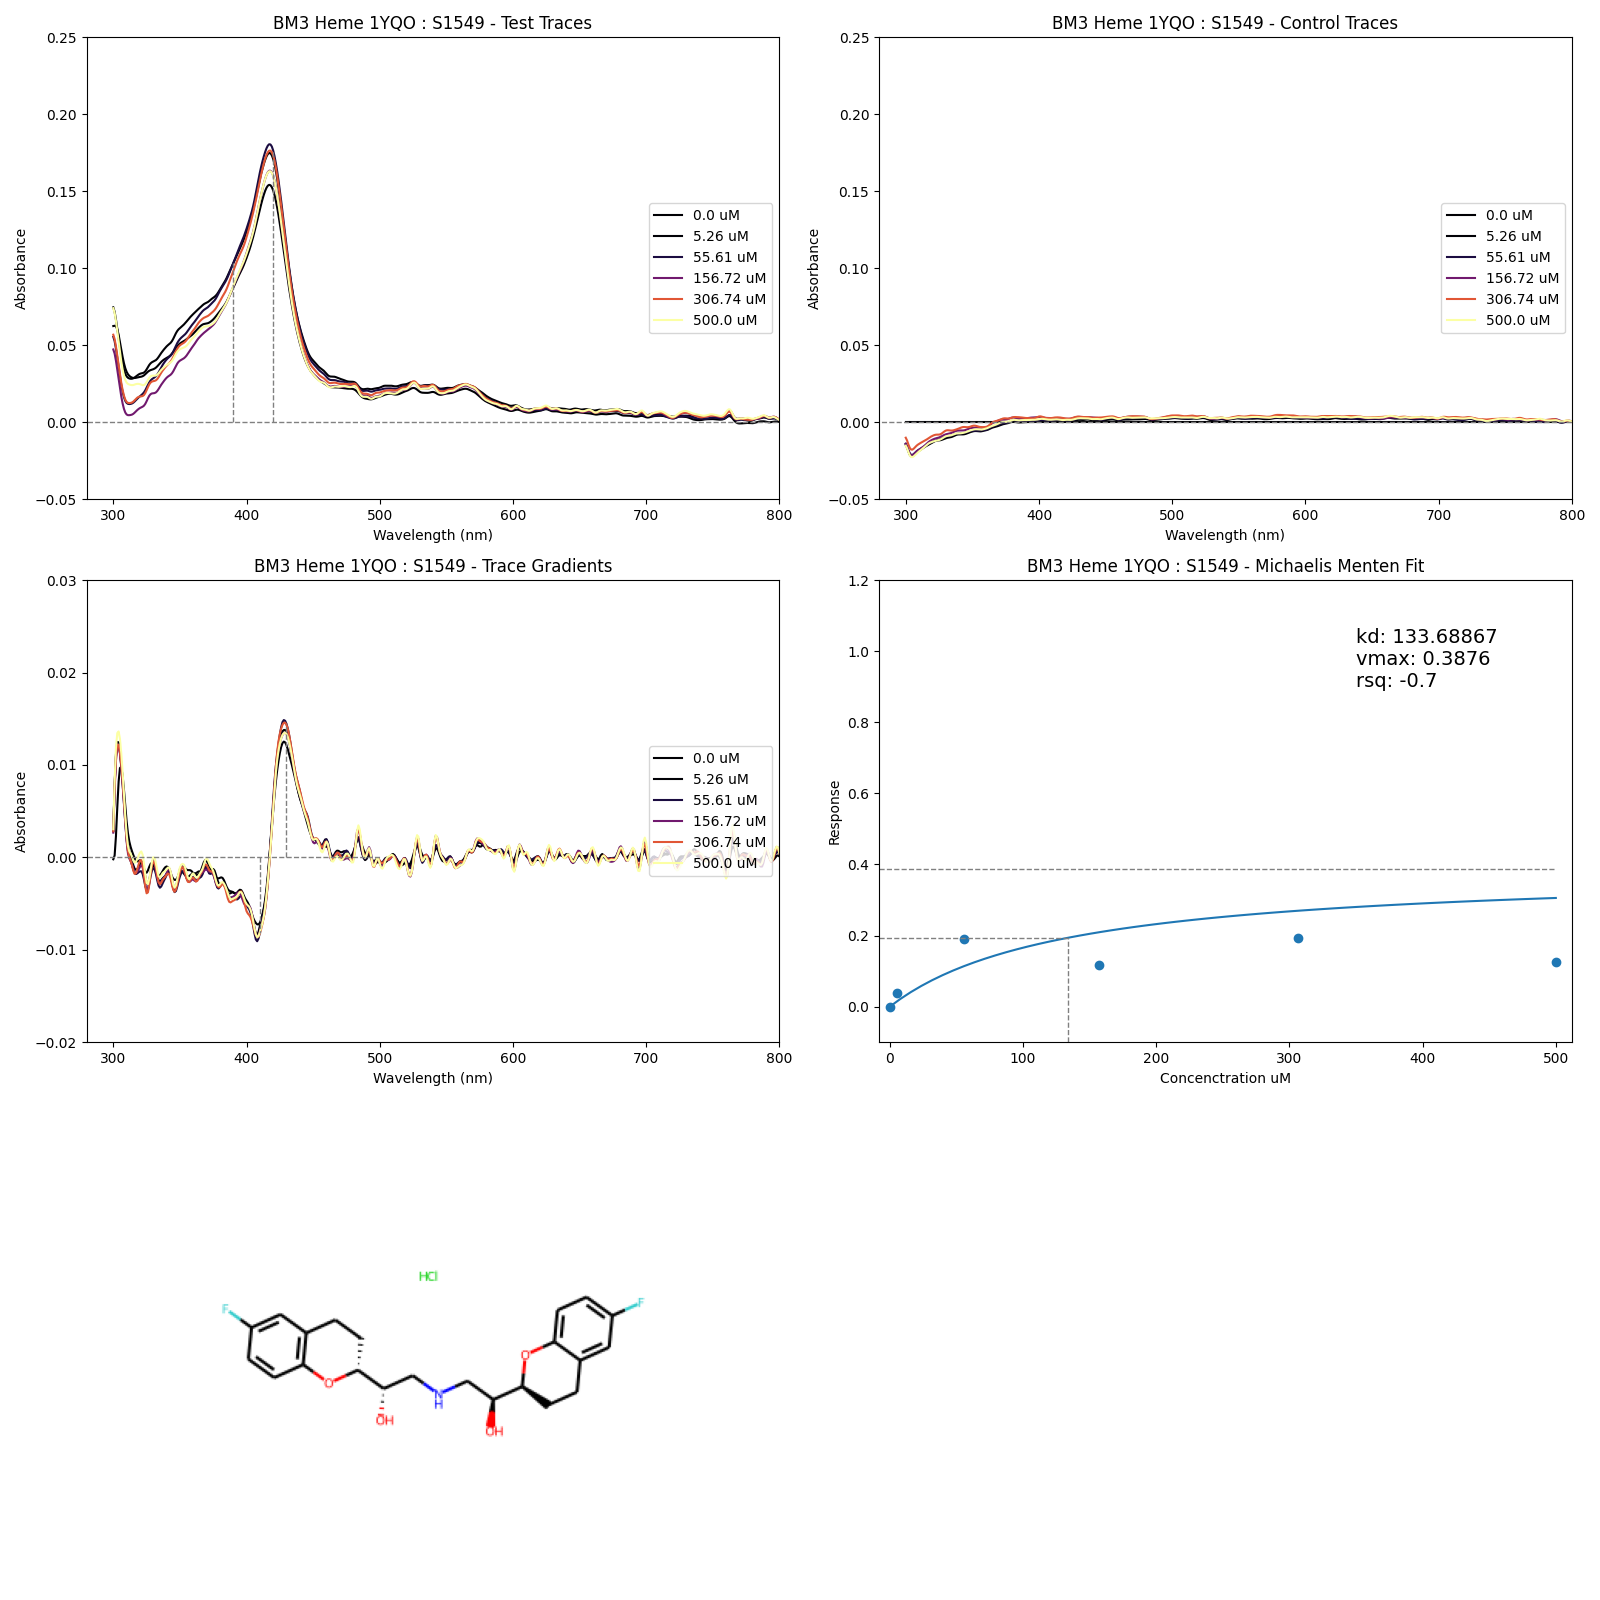 BM3 Heme 1YQO : S1549 - Test Traces
0.25
0.20
0.15
0.10
0.05
0.00
−0.05
Absorbance
300
400
500
600
700
800
Wavelength (nm)
0.0 uM
5.26 uM
55.61 uM
156.72 uM
306.74 uM
500.0 uM
BM3 Heme 1YQO : S1549 - Control Traces
0.25
0.20
0.15
0.10
0.05
0.00
−0.05
Absorbance
300
400
500
600
700
800
Wavelength (nm)
0.0 uM
5.26 uM
55.61 uM
156.72 uM
306.74 uM
500.0 uM
BM3 Heme 1YQO : S1549 - Trace Gradients
0.03
0.02
0.01
0.00
−0.01
−0.02
Absorbance
300
400
500
600
700
800
Wavelength (nm)
0.0 uM
5.26 uM
55.61 uM
156.72 uM
306.74 uM
500.0 uM
BM3 Heme 1YQO : S1549 - Michaelis Menten Fit
1.2
1.0
0.8
0.6
0.4
0.2
0.0
Response
0
100
200
300
400
500
Concenctration uM
kd: 133.68867
vmax: 0.3876
rsq: -0.7
HCl
F
F
O
O
N
H
OH
OH